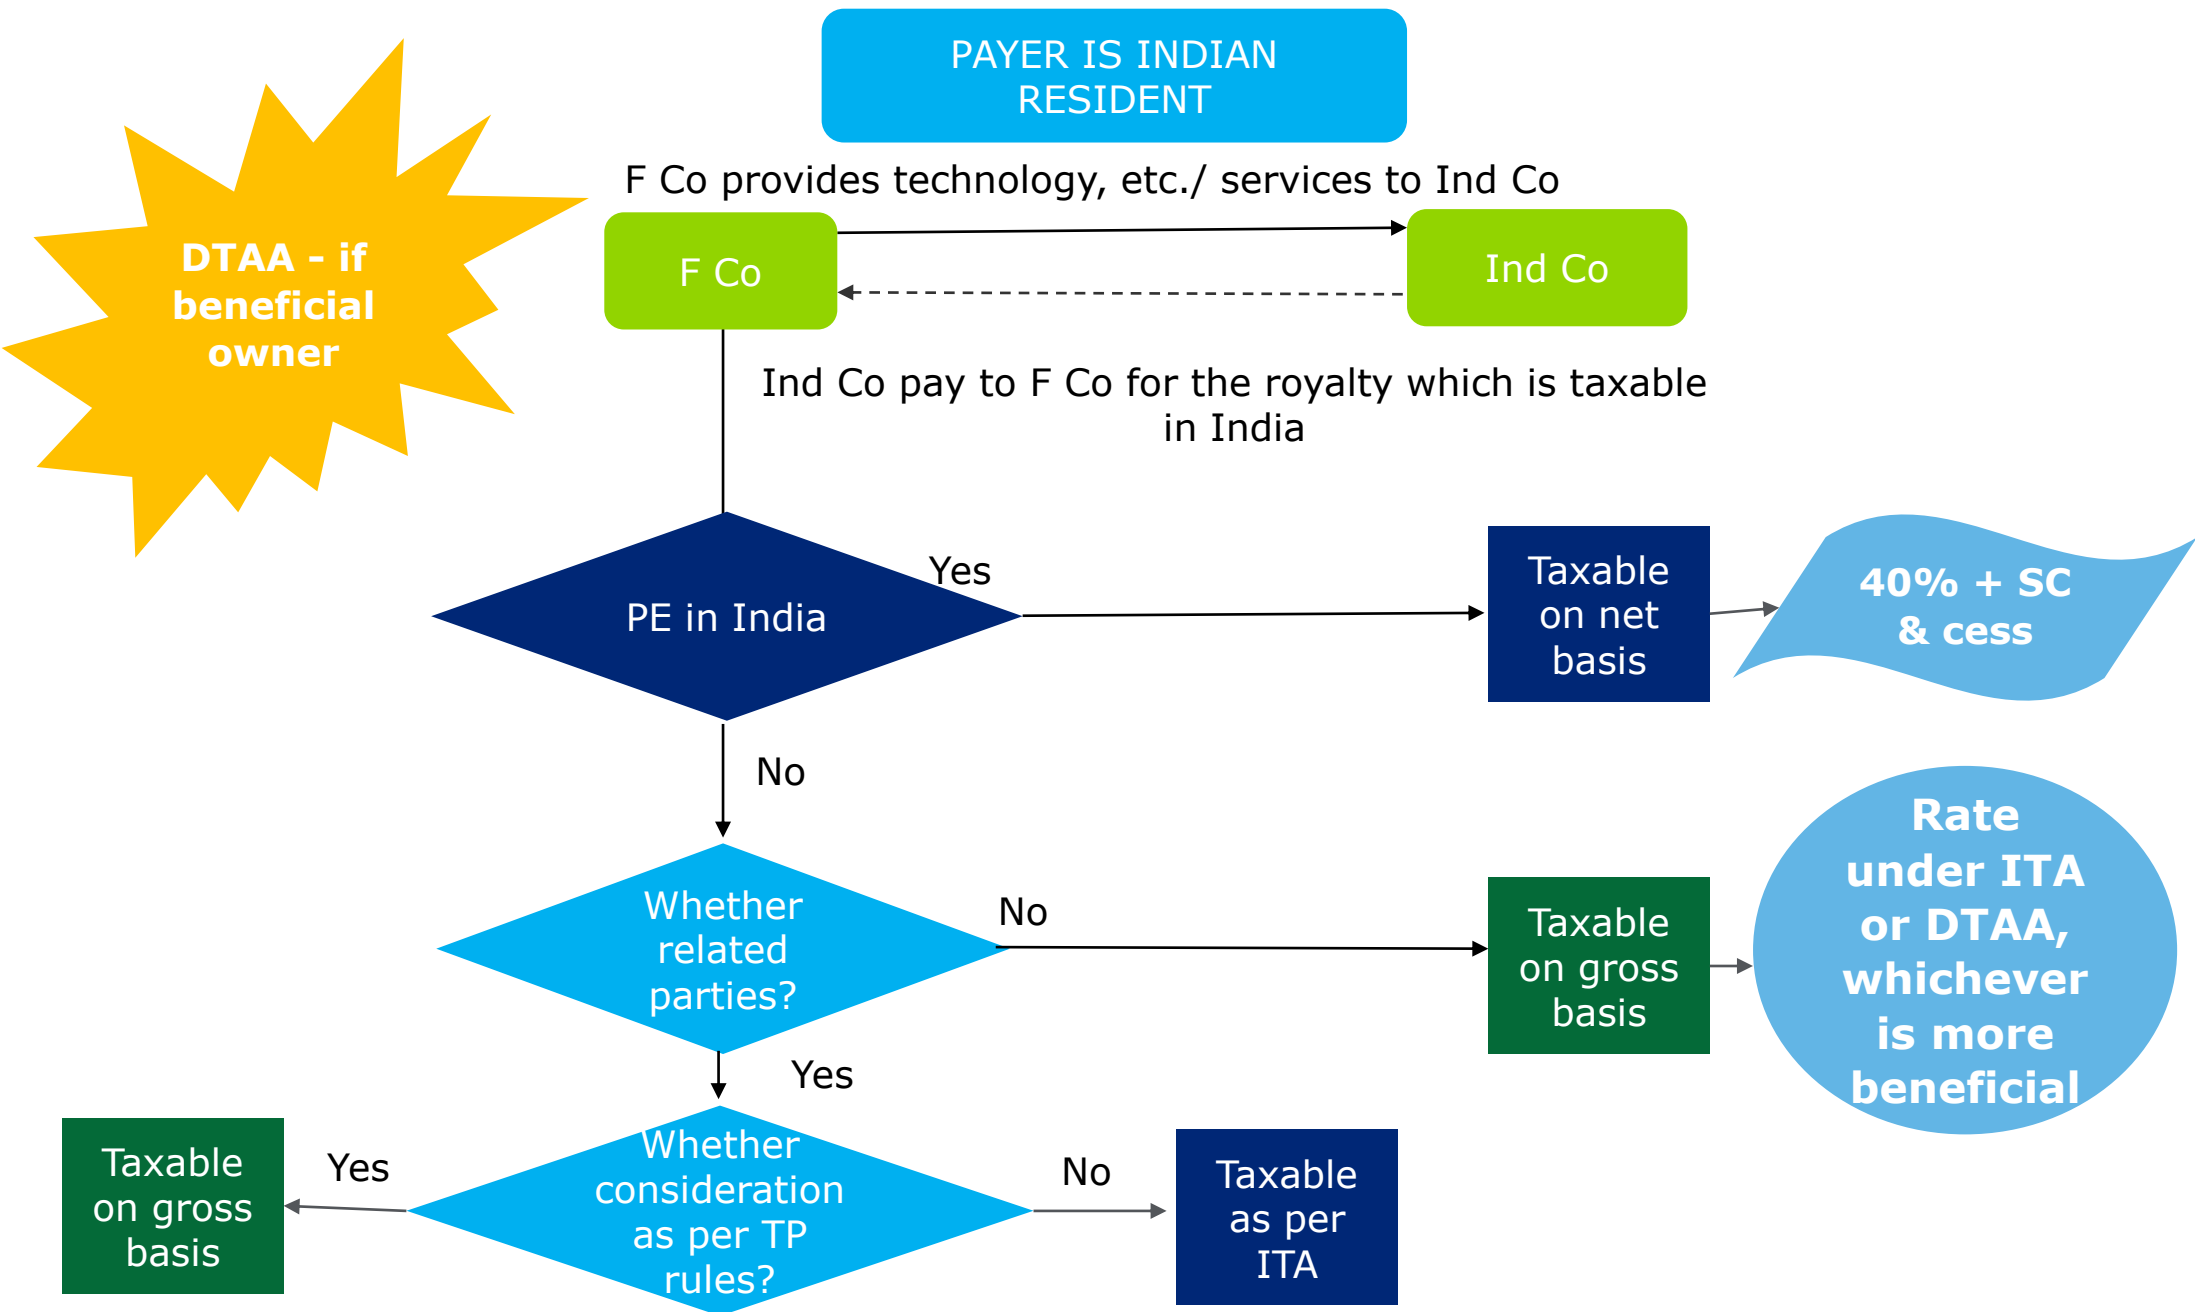 PAYER IS INDIAN
RESIDENT
F Co provides technology, etc./ services to Ind Co
DTAA - if
beneficial
owner
F Co
Ind Co
Ind Co pay to F Co for the royalty which is taxable
in India
PE in India
Yes
Taxable
on net
basis
40% + SC
& cess
No
Whether
related
parties?
No
Taxable
on gross
basis
Rate
under ITA
or DTAA,
whichever
is more
beneficial
Yes
Whether
consideration
as per TP
rules?
Yes
Taxable
on gross
basis
No
Taxable
as per
ITA